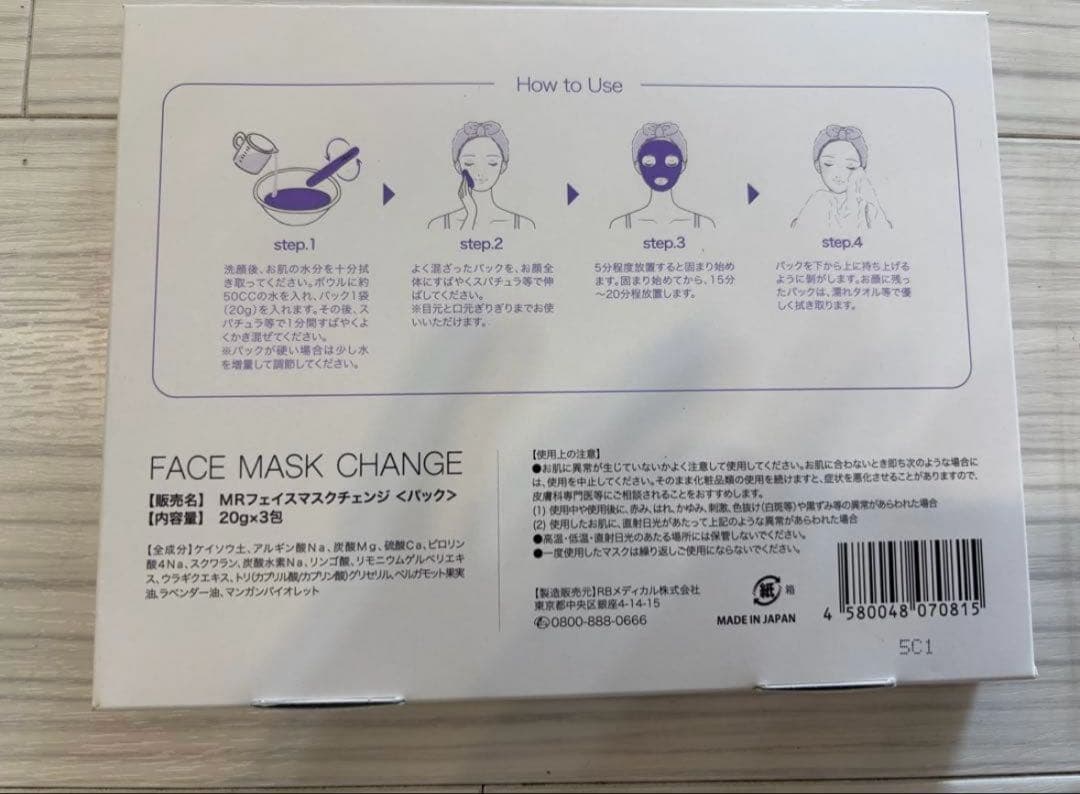 How to Use
step.1
洗顔後、お肌の水分を十分拭
き取ってください。ボウルに約
50CCの水を入れ、パック1袋
(20g)を入れます。その後、ス
パチュラ等で1分間すばやくよ
くかき混ぜてください。
※パックが硬い場合は少し水
を増量して調節してください。
step.2
よく混ざったパックを、お顔全
体にすばやくスパチュラ等で伸
ばしてください。
※目元と口元ぎりぎりまでお使
いいただけます。
step.3
5分程度放置すると固まり始め
ます。固まり始めてから、15分
～20分程放置します。
step.4
パックを下から上に持ち上げる
ように剝がします。お顔に残っ
たパックは、濡れタオル等で優
しく拭き取ります。
FACE MASK CHANGE
【販売名】 MRフェイスマスクチェンジ <パック>
【内容量】 20g×3包
【全成分】ケイソウ土、アルギン酸Na、炭酸Mg、硫酸Ca、ピロリン
酸4Na、スクワラン、炭酸水素Na、リンゴ酸、リモニウムゲルベリエキ
ス、ウラギクエキス、トリ(カプリル酸/カプリン酸)グリセリル、ベルガモット果実
油、ラベンダー油、マンガンバイオレット
【使用上の注意】
●お肌に異常が生じていないかよく注意して使用してください。お肌に合わないとき即ち次のような場合に
は、使用を中止してください。そのまま化粧品類の使用を続けますと、症状を悪化させることがありますので、
皮膚科専門医等にご相談されることをおすすめします。
(1) 使用中や使用後に、赤み、はれ、かゆみ、刺激、色抜け(白斑等)や黒ずみ等の異常があらわれた場合
(2) 使用したお肌に、直射日光があたって上記のような異常があらわれた場合
●高温・低温・直射日光のあたる場所には保管しないでください。
●一度使用したマスクは繰り返しご使用にならないでください。
【製造販売元】RBメディカル株式会社
東京都中央区銀座4-14-15
0800-888-0666
紙 箱
MADE IN JAPAN
4 580048 070815
5C1